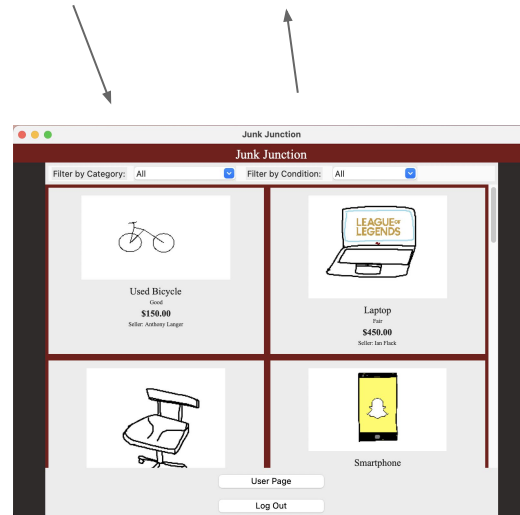 Junk Junction
Junk Junction
Filter by Category: All Filter by Condition: All
LEAGUE OF
LEGENDS
Used Bicycle
Good
$150.00
Seller: Anthony Langer
Laptop
Fair
$450.00
Seller: Ian Flack
Smartphone
User Page
Log Out